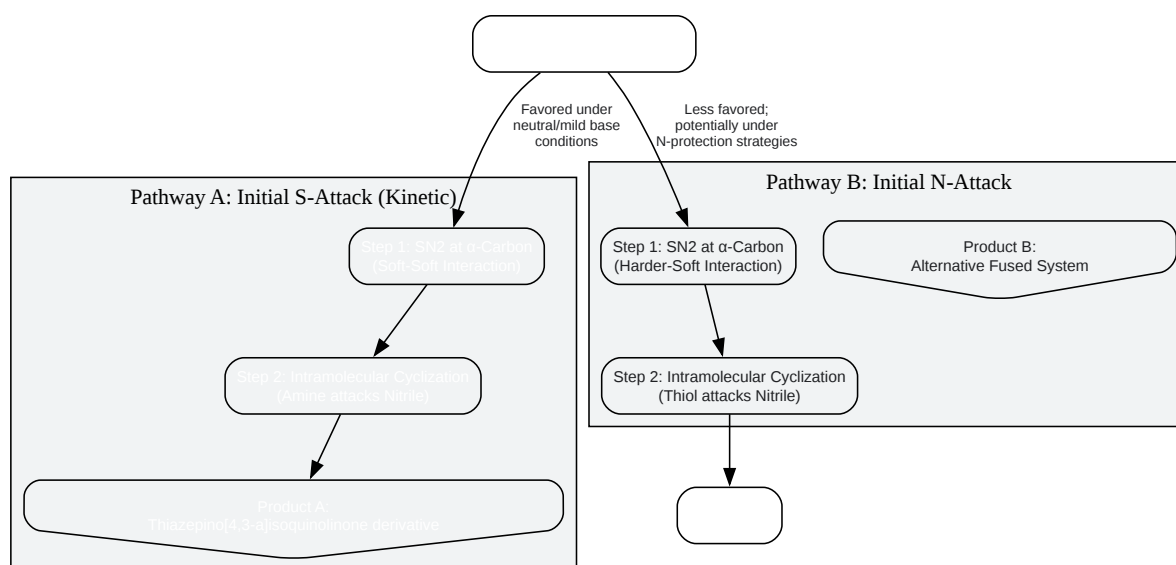 Favored under
neutral/mild base
conditions
Less favored;
potentially under
N-protection strategies
Pathway A: Initial S-Attack (Kinetic)
Step 1: SN2 at α-Carbon
(Soft-Soft Interaction)
Step 2: Intramolecular Cyclization
(Amine attacks Nitrile)
Product A:
Thiazepino[4,3-a]isoquinolinone derivative
Pathway B: Initial N-Attack
Step 1: SN2 at α-Carbon
(Harder-Soft Interaction)
Product B:
Alternative Fused System
Step 2: Intramolecular Cyclization
(Thiol attacks Nitrile)